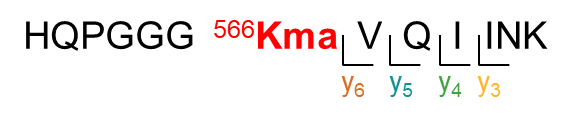 HQPGGG ⁵⁶⁶Kma V Q I INK
y₆ y₅ y₄ y₃